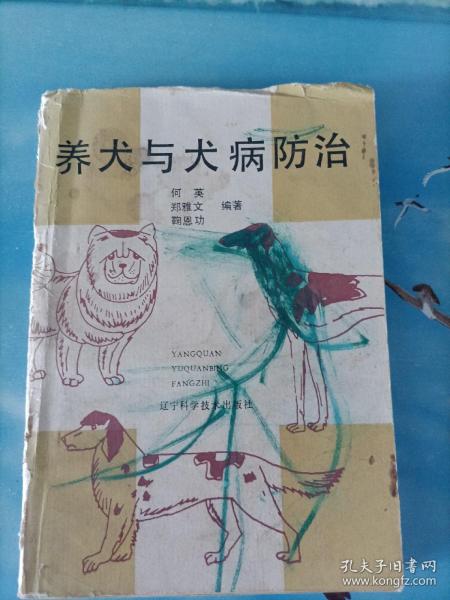 养犬与犬病防治
何英
郑雅文 编著
鞠恩功
YANGQUAN
YUQUANBING
FANGZHI
辽宁科学技术出版社
孔夫子旧书网
www.kongfz.com